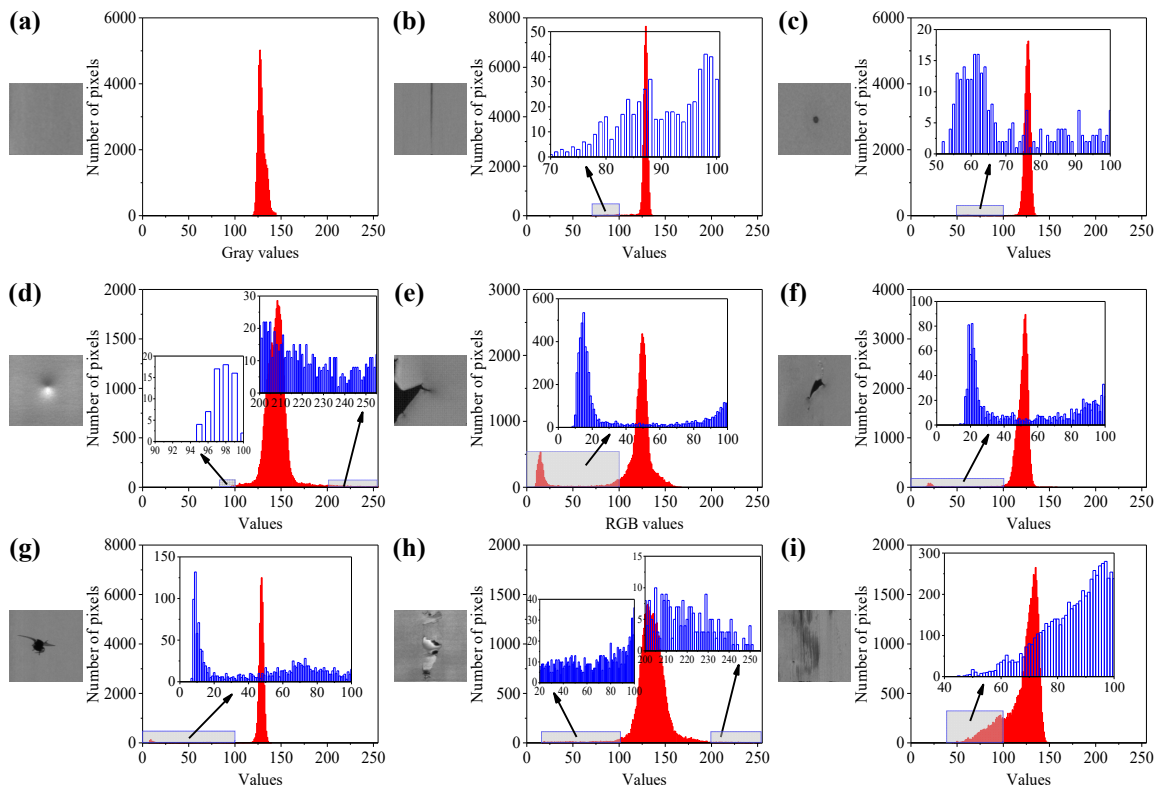 (a)
6000
4000
2000
0
0 50 100 150 200 250
Number of pixels
Gray values
(b)
8000
6000
4000
2000
0
0 50 100 150 200 250
Number of pixels
Values
50
40
30
20
10
0
70 80 90 100
(c)
6000
4000
2000
0
0 50 100 150 200 250
Number of pixels
Values
20
15
10
5
0
50 60 70 80 90 100
(d)
2000
1500
1000
500
0
0 50 100 150 200 250
Number of pixels
Values
20
15
10
5
0
90 92 94 96 98 100
30
20
10
0
200 210 220 230 240 250
(e)
3000
2000
1000
0
0 50 100 150 200 250
Number of pixels
RGB values
600
400
200
0
0 20 40 60 80 100
(f)
4000
3000
2000
1000
0
0 50 100 150 200 250
Number of pixels
Values
100
80
60
40
20
0
0 20 40 60 80 100
(g)
8000
6000
4000
2000
0
0 50 100 150 200 250
Number of pixels
Values
150
100
50
0
0 20 40 60 80 100
(h)
2000
1500
1000
500
0
0 50 100 150 200 250
Number of pixels
Values
40
30
20
10
0
20 40 60 80 100
15
10
5
0
200 210 220 230 240 250
(i)
2000
1500
1000
500
0
0 50 100 150 200 250
Number of pixels
Values
300
200
100
0
40 60 80 100